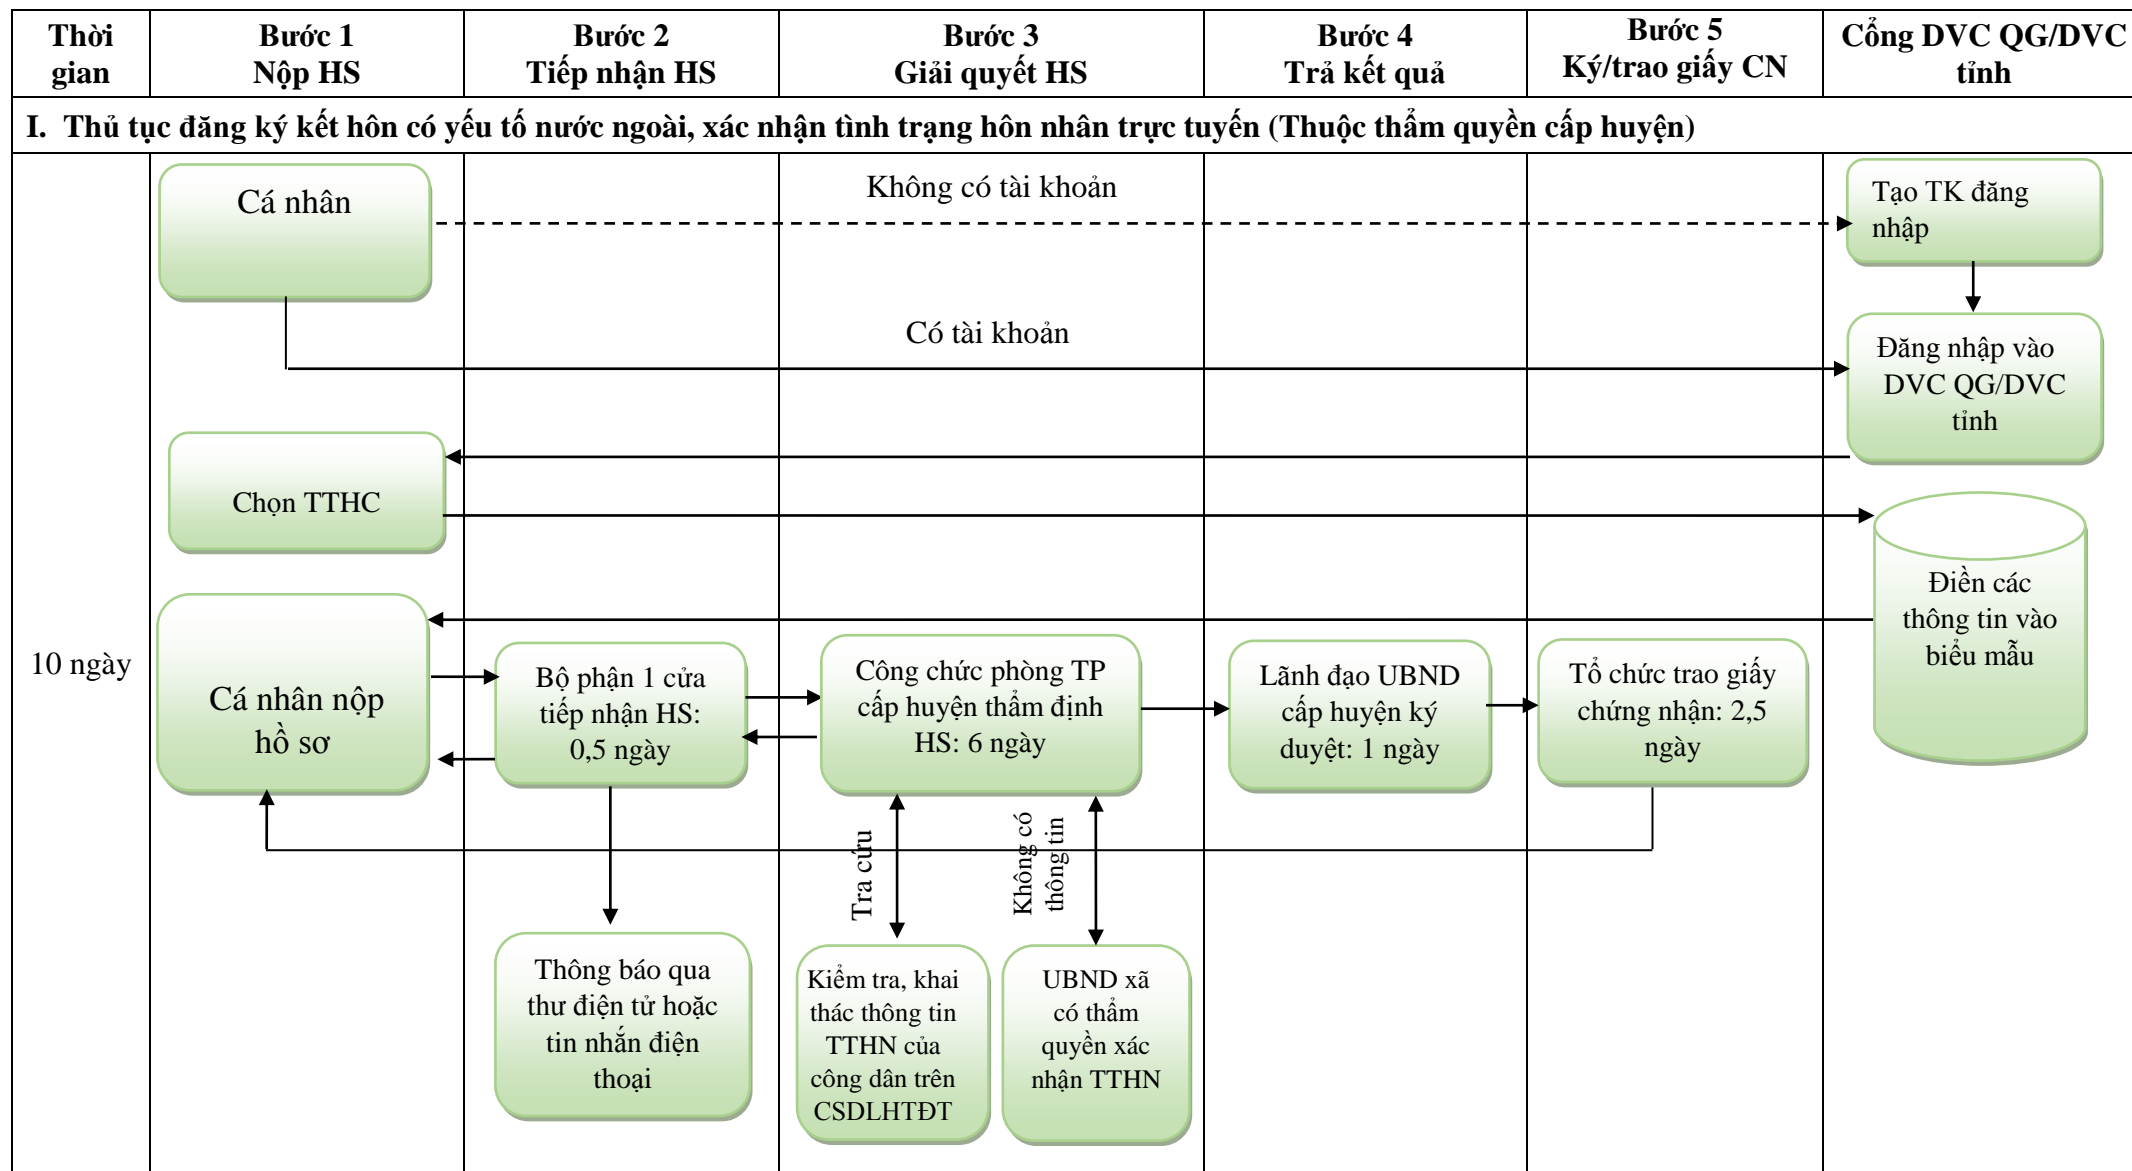 Thời
gian
Bước 1
Nộp HS
Bước 2
Tiếp nhận HS
Bước 3
Giải quyết HS
Bước 4
Trả kết quả
Bước 5
Ký/trao giấy CN
Cổng DVC QG/DVC
tỉnh
I. Thủ tục đăng ký kết hôn có yếu tố nước ngoài, xác nhận tình trạng hôn nhân trực tuyến (Thuộc thẩm quyền cấp huyện)
Cá nhân
Không có tài khoản
Tạo TK đăng
nhập
Có tài khoản
Đăng nhập vào
DVC QG/DVC
tỉnh
Chọn TTHC
Điền các
thông tin vào
biểu mẫu
10 ngày
Cá nhân nộp
hồ sơ
Bộ phận 1 cửa
tiếp nhận HS:
0,5 ngày
Công chức phòng TP
cấp huyện thẩm định
HS: 6 ngày
Lãnh đạo UBND
cấp huyện ký
duyệt: 1 ngày
Tổ chức trao giấy
chứng nhận: 2,5
ngày
Tra cứu
Không có
thông tin
Thông báo qua
thư điện tử hoặc
tin nhắn điện
thoại
Kiểm tra, khai
thác thông tin
TTHN của
công dân trên
CSDLHTĐT
UBND xã
có thẩm
quyền xác
nhận TTHN